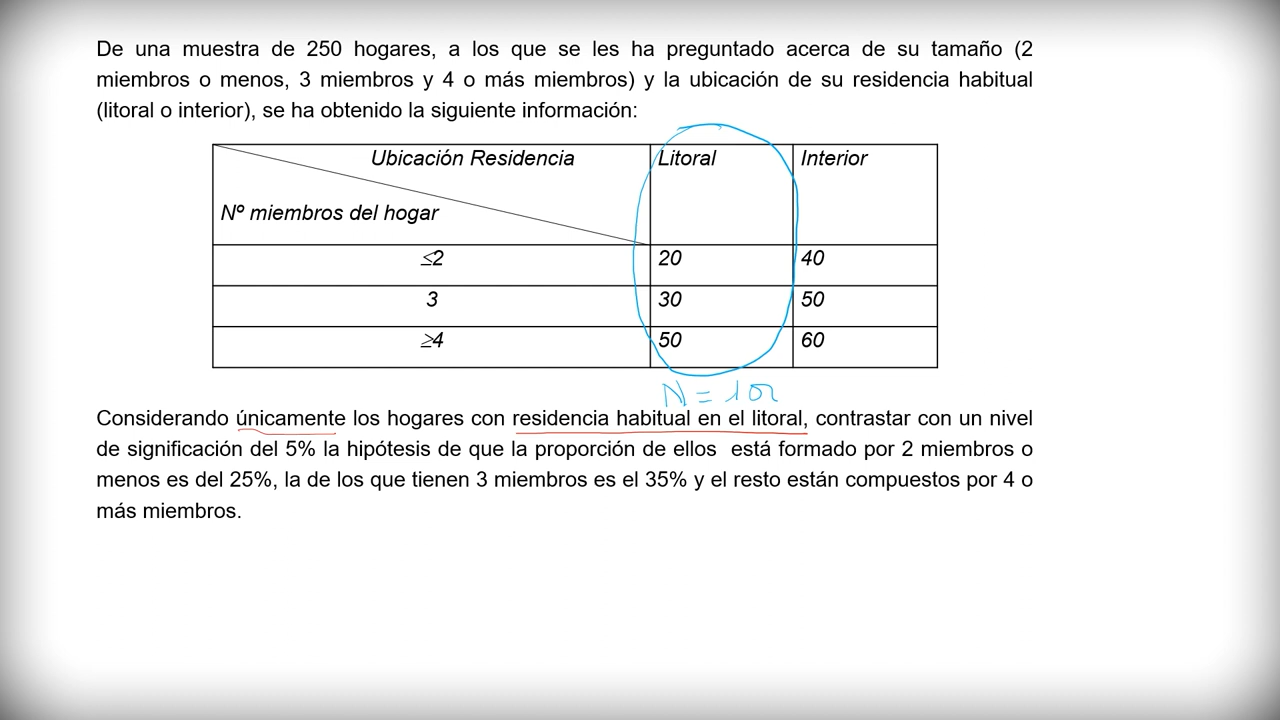 De una muestra de 250 hogares, a los que se les ha preguntado acerca de su tamaño (2
miembros o menos, 3 miembros y 4 o más miembros) y la ubicación de su residencia habitual
(litoral o interior), se ha obtenido la siguiente información:
Ubicación Residencia Litoral Interior
Nº miembros del hogar
≤2 20 40
3 30 50
≥4 50 60
N = 100
Considerando únicamente los hogares con residencia habitual en el litoral, contrastar con un nivel
de significación del 5% la hipótesis de que la proporción de ellos está formado por 2 miembros o
menos es del 25%, la de los que tienen 3 miembros es el 35% y el resto están compuestos por 4 o
más miembros.